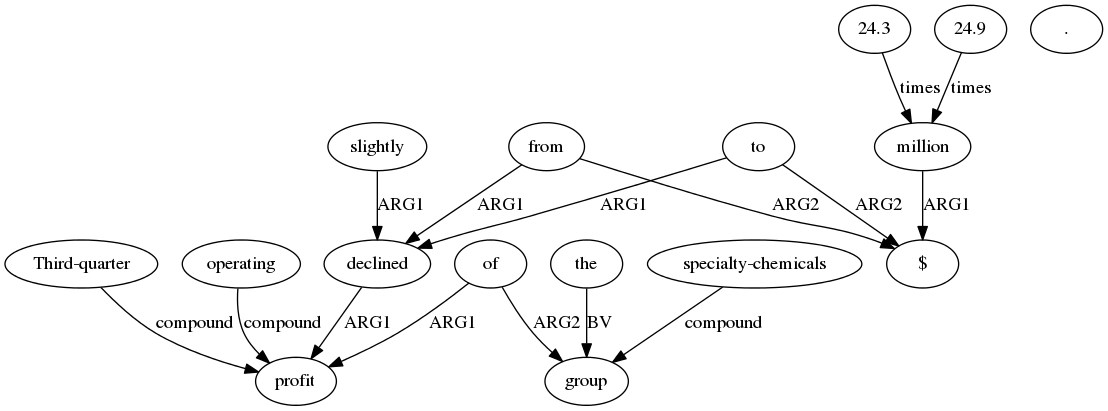 24.3 24.9 .
times times
slightly from to million
ARG1 ARG1 ARG1 ARG2 ARG2 ARG1
Third-quarter operating declined of the specialty-chemicals $
compound compound ARG1 ARG1 ARG2 BV compound
profit group